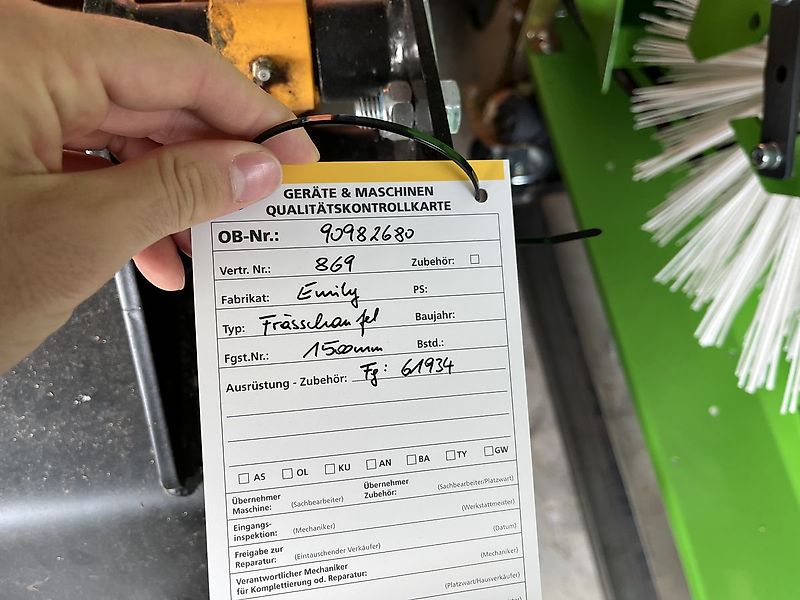 GERÄTE & MASCHINEN
QUALITÄTSKONTROLLKARTE
OB-Nr.: 90982680
Vertr. Nr.: 869 Zubehör:
Fabrikat: Emily PS:
Typ: Frässchaufel Baujahr:
Fgst.Nr.: 1500mm Bstd.:
Ausrüstung - Zubehör: Fg: 61934
AS OL KU AN BA TY GW
Übernehmer Maschine: (Sachbearbeiter) Übernehmer Zubehör: (Sachbearbeiter/Platzwart)
Eingangs-inspektion: (Mechaniker) (Werkstattmeister)
Freigabe zur Reparatur: (Eintauschender Verkäufer) (Datum)
Verantwortlicher Mechaniker (Mechaniker)
für Komplettierung od. Reparatur:
(Platzwart/Hausverkäufer)